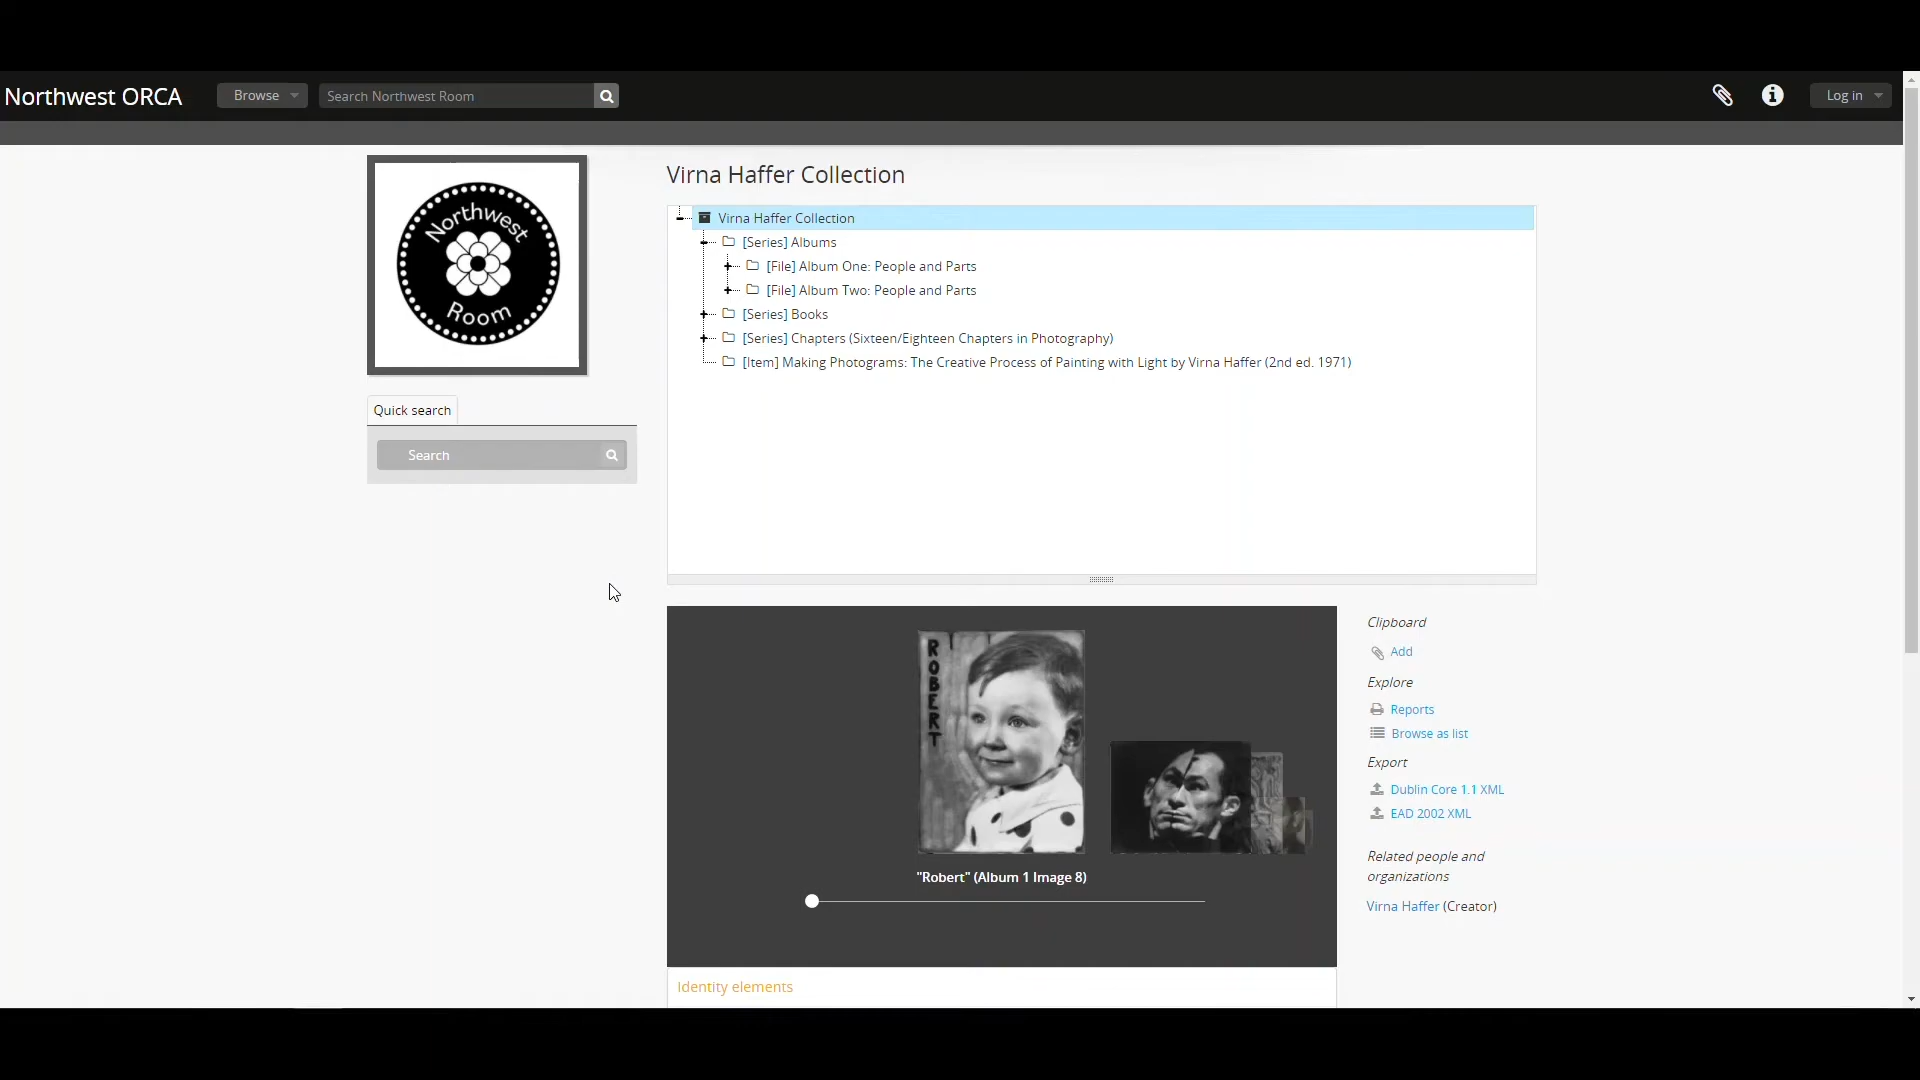 Northwest ORCA
Browse
Search Northwest Room
Log in
Northwest
Room
Quick search
Search
Virna Haffer Collection
Virna Haffer Collection
[Series] Albums
[File] Album One: People and Parts
[File] Album Two: People and Parts
[Series] Books
[Series] Chapters (Sixteen/Eighteen Chapters in Photography)
[Item] Making Photograms: The Creative Process of Painting with Light by Virna Haffer (2nd ed. 1971)
ROBERT
"Robert" (Album 1 Image 8)
Identity elements
Clipboard
Add
Explore
Reports
Browse as list
Export
Dublin Core 1.1 XML
EAD 2002 XML
Related people and
organizations
Virna Haffer (Creator)